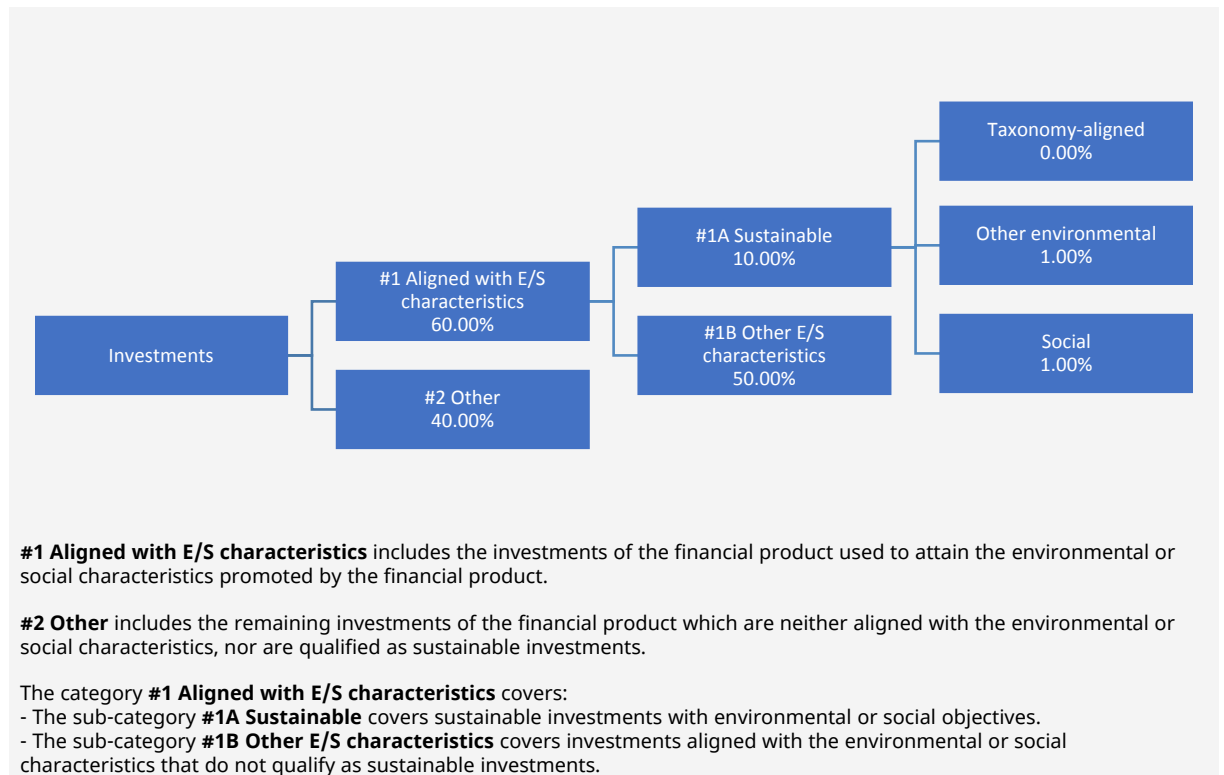 Investments
#1 Aligned with E/S
characteristics
60.00%
#2 Other
40.00%
#1A Sustainable
10.00%
#1B Other E/S
characteristics
50.00%
Taxonomy-aligned
0.00%
Other environmental
1.00%
Social
1.00%
#1 Aligned with E/S characteristics includes the investments of the financial product used to attain the environmental or
social characteristics promoted by the financial product.
#2 Other includes the remaining investments of the financial product which are neither aligned with the environmental or
social characteristics, nor are qualified as sustainable investments.
The category #1 Aligned with E/S characteristics covers:
- The sub-category #1A Sustainable covers sustainable investments with environmental or social objectives.
- The sub-category #1B Other E/S characteristics covers investments aligned with the environmental or social
characteristics that do not qualify as sustainable investments.